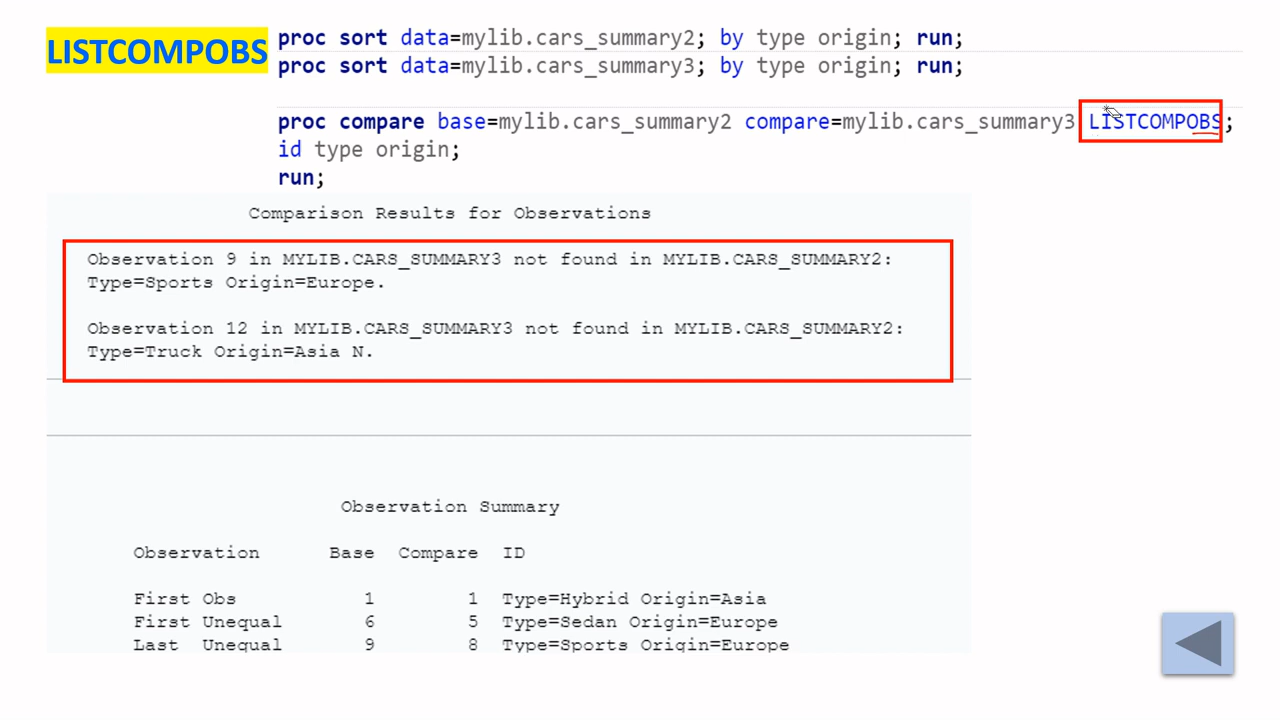 LISTCOMPOBS
proc sort data=mylib.cars_summary2; by type origin; run;
proc sort data=mylib.cars_summary3; by type origin; run;
proc compare base=mylib.cars_summary2 compare=mylib.cars_summary3 LISTCOMPOBS;
id type origin;
run;
Comparison Results for Observations
Observation 9 in MYLIB.CARS_SUMMARY3 not found in MYLIB.CARS_SUMMARY2:
Type=Sports Origin=Europe.
Observation 12 in MYLIB.CARS_SUMMARY3 not found in MYLIB.CARS_SUMMARY2:
Type=Truck Origin=Asia N.
Observation Summary
Observation Base Compare ID
First Obs 1 1 Type=Hybrid Origin=Asia
First Unequal 6 5 Type=Sedan Origin=Europe
Last Unequal 9 8 Type=Sports Origin=Europe